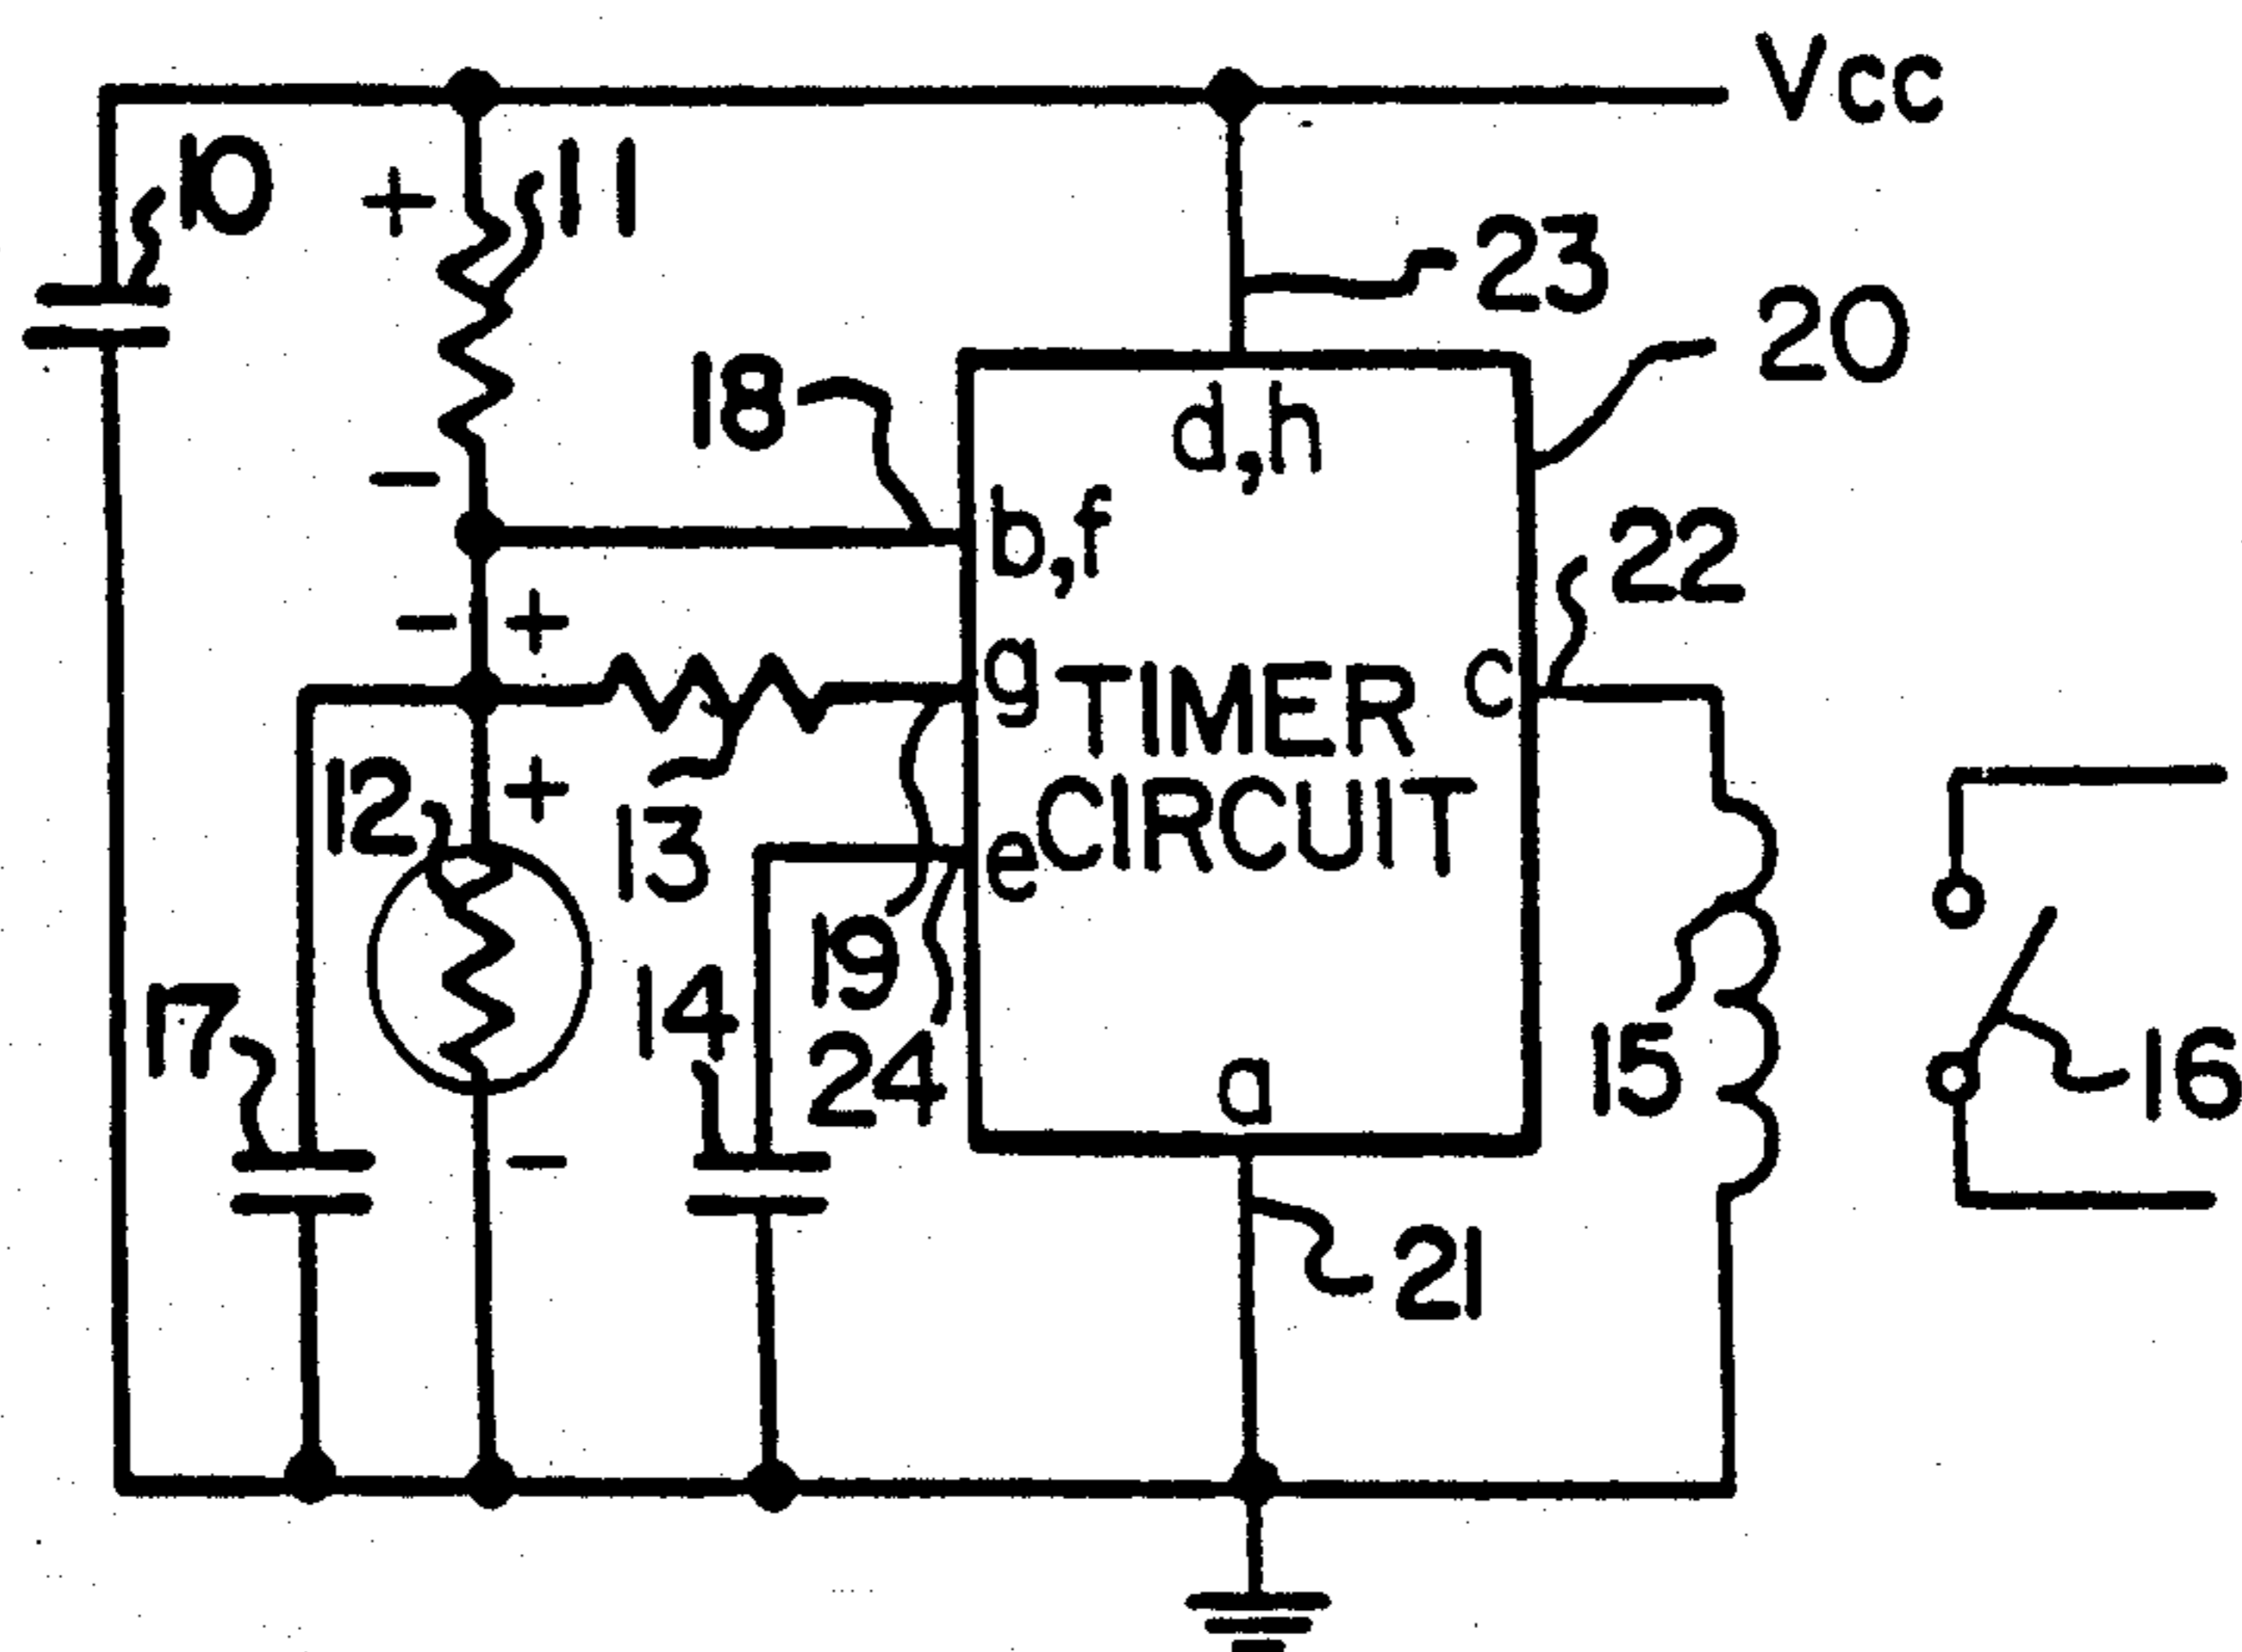 Vcc
10
+
11
23
20
18
d,h
−
b,f
22
− +
g
TIMER
c
12
+
13
e
CIRCUIT
19
17
14
24
15
16
a
−
21